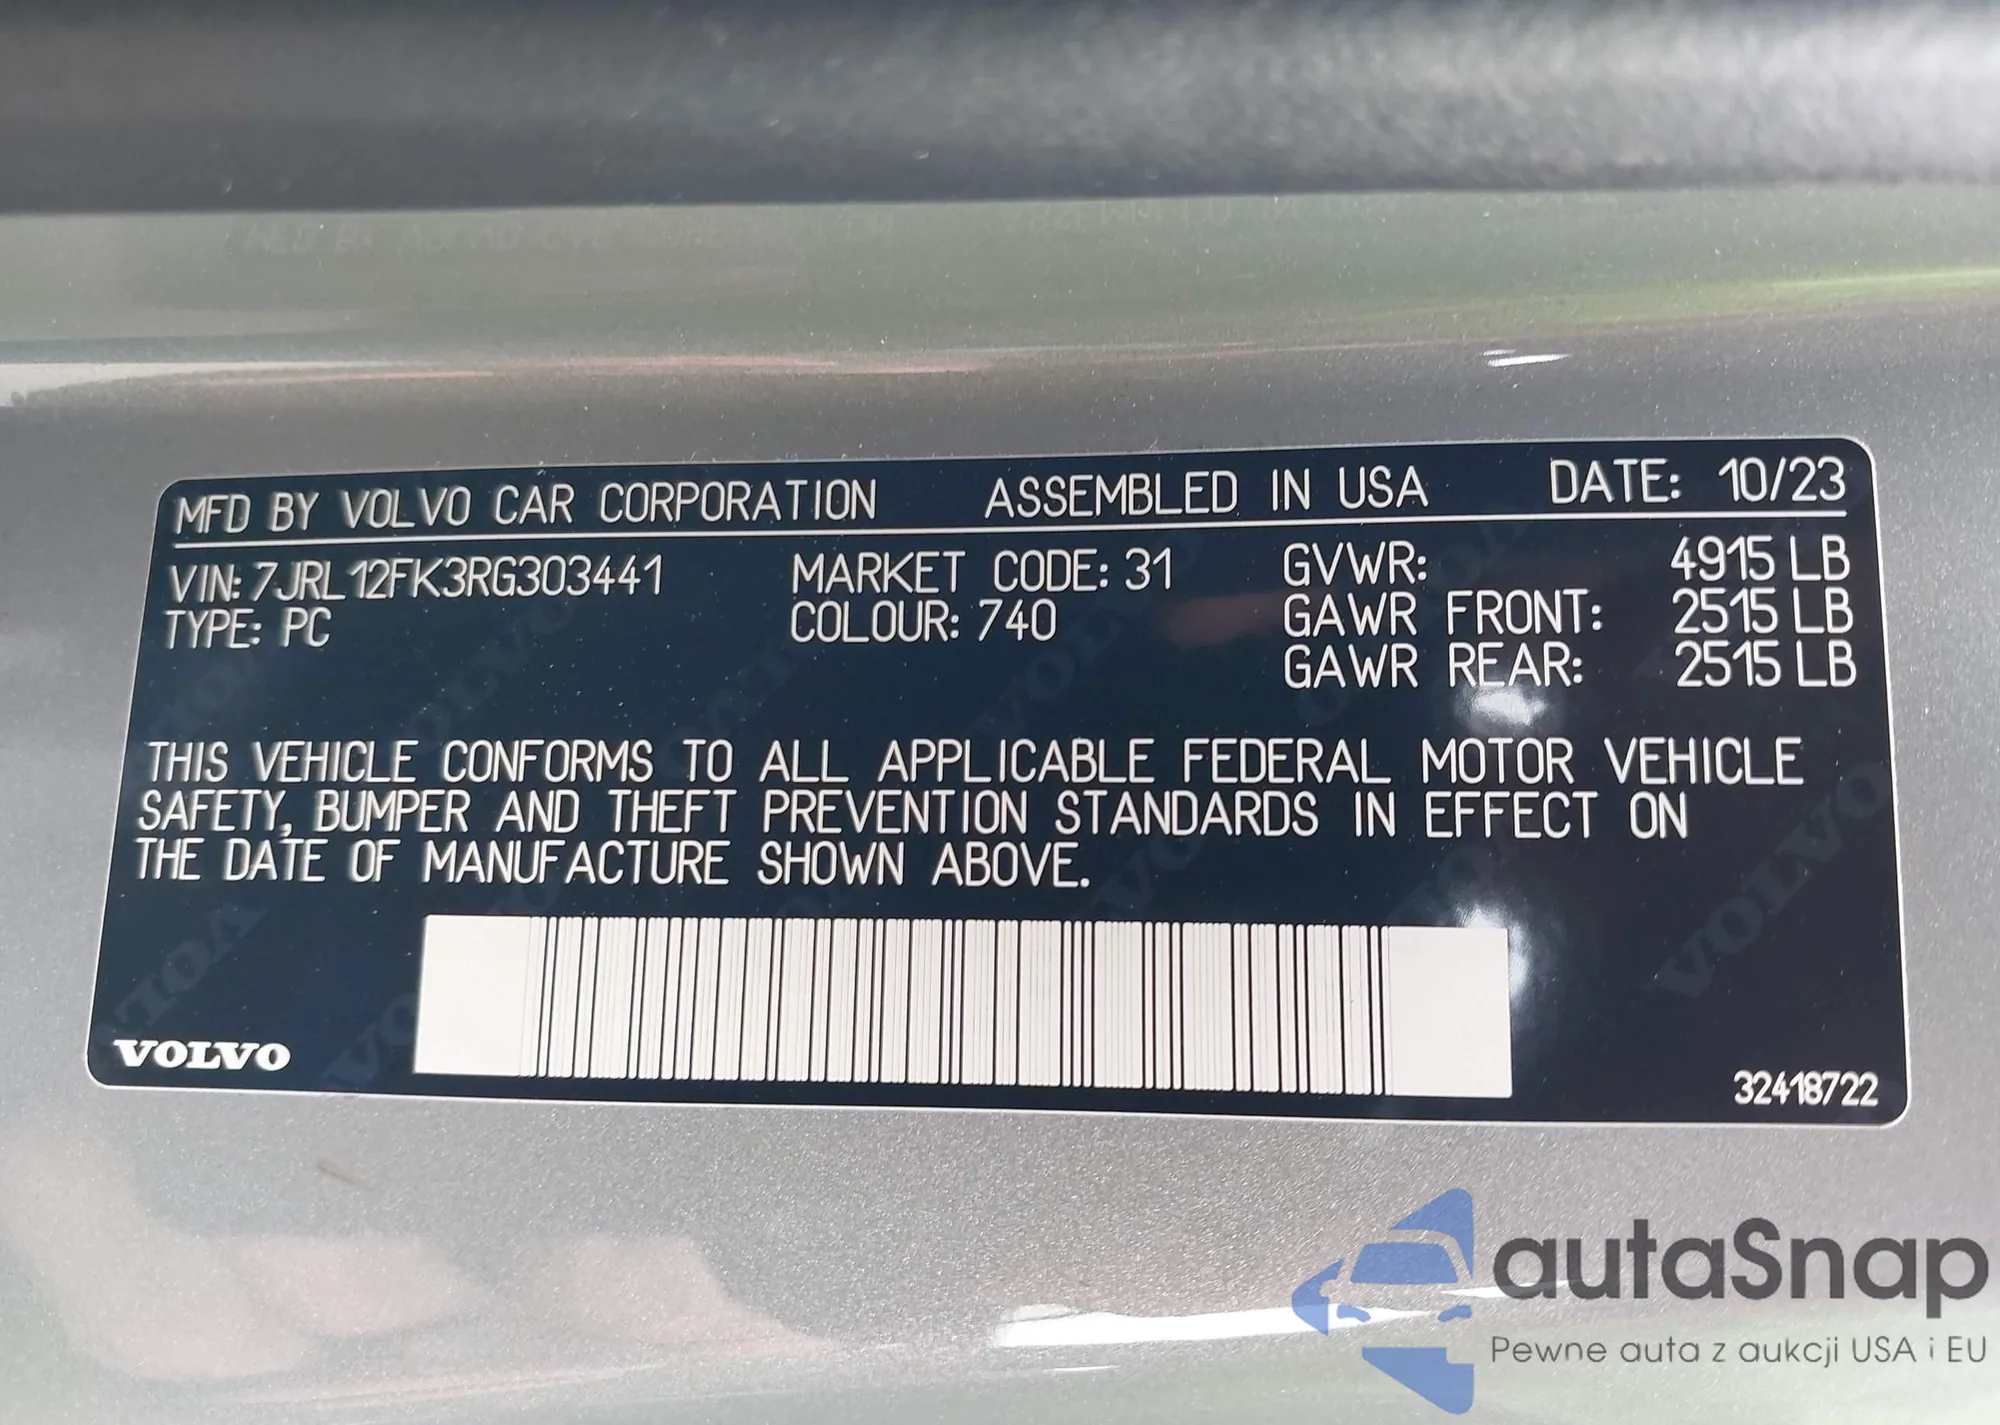 MFD BY VOLVO CAR CORPORATION ASSEMBLED IN USA DATE: 10/23
VIN: 7JRL12FK3RG303441 MARKET CODE: 31 GVWR: 4915 LB
TYPE: PC COLOUR: 740 GAWR FRONT: 2515 LB
GAWR REAR: 2515 LB
THIS VEHICLE CONFORMS TO ALL APPLICABLE FEDERAL MOTOR VEHICLE
SAFETY, BUMPER AND THEFT PREVENTION STANDARDS IN EFFECT ON
THE DATE OF MANUFACTURE SHOWN ABOVE.
VOLVO
32418722
autaSnap
Pewne auta z aukcji USA i EU